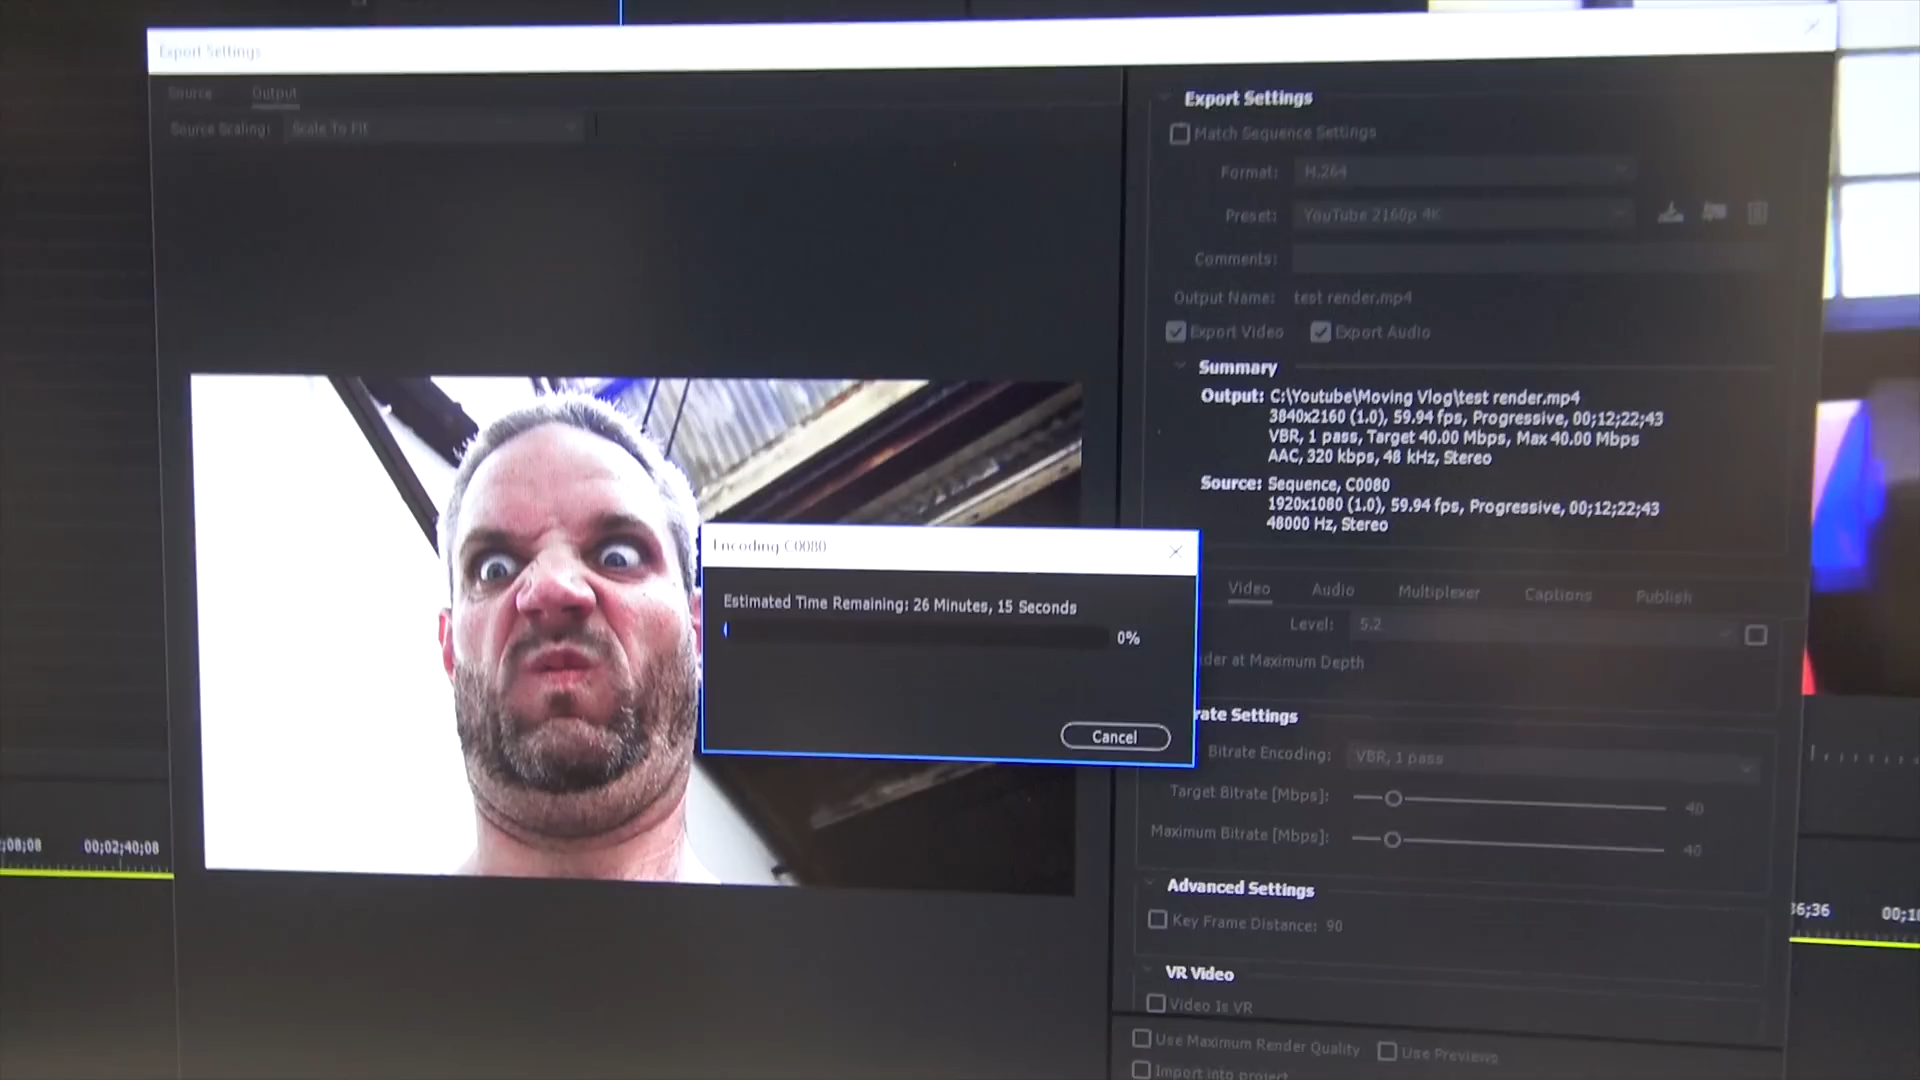 Export Settings
Source Output
Source Scaling: Scale To Fit
Export Settings
Match Sequence Settings
Format: H.264
Preset: YouTube 2160p 4K
Comments:
Output Name: test render.mp4
Export Video Export Audio
Summary
Output: C:\Youtube\Moving Vlog\test render.mp4
3840x2160 (1.0), 59.94 fps, Progressive, 00;12;22;43
VBR, 1 pass, Target 40.00 Mbps, Max 40.00 Mbps
AAC, 320 kbps, 48 kHz, Stereo
Source: Sequence, C0080
1920x1080 (1.0), 59.94 fps, Progressive, 00;12;22;43
48000 Hz, Stereo
Encoding C0080
Estimated Time Remaining: 26 Minutes, 15 Seconds
0%
Cancel
Video Audio Multiplexer Captions Publish
Level: 5.2
der at Maximum Depth
rate Settings
Bitrate Encoding: VBR, 1 pass
Target Bitrate [Mbps]: 40
Maximum Bitrate [Mbps]: 40
Advanced Settings
Key Frame Distance: 90
VR Video
Video Is VR
Use Maximum Render Quality Use Previews
Import into project
;08;08 00;02;40;08
36;36 00;1